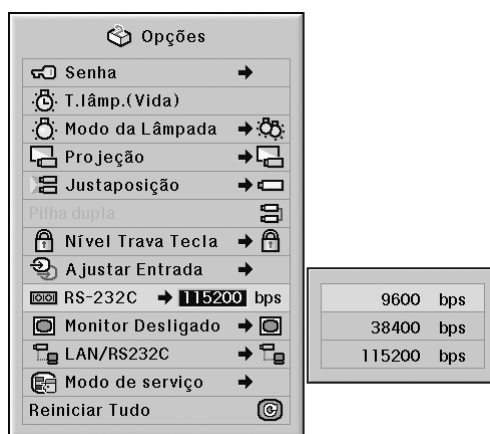 Opções
Senha
T.lâmp.(Vida)
Modo da Lâmpada
Projeção
Justaposição
Pilha dupla
Nível Trava Tecla
Ajustar Entrada
RS-232C 115200 bps
Monitor Desligado
LAN/RS232C
Modo de serviço
Reiniciar Tudo
9600 bps
38400 bps
115200 bps